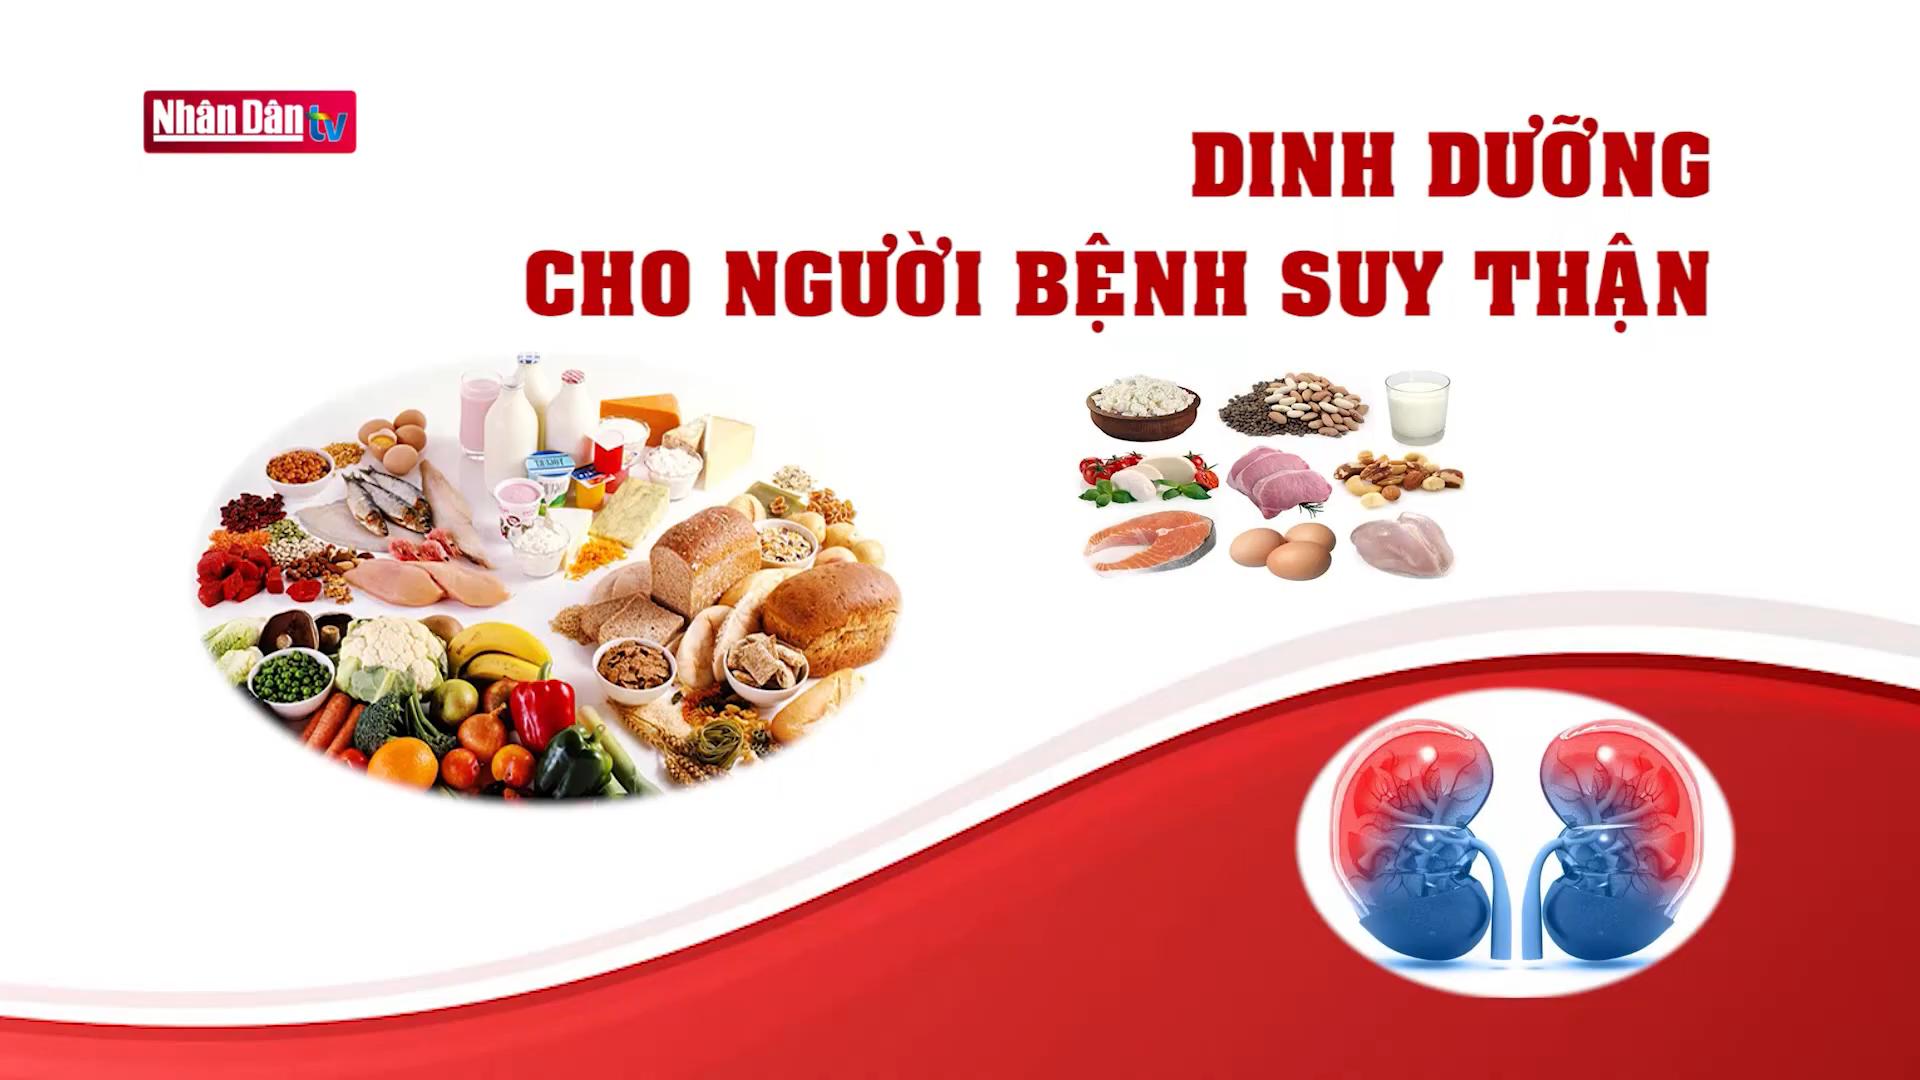 Nhân Dân tv
DINH DƯỠNG
CHO NGƯỜI BỆNH SUY THẬN